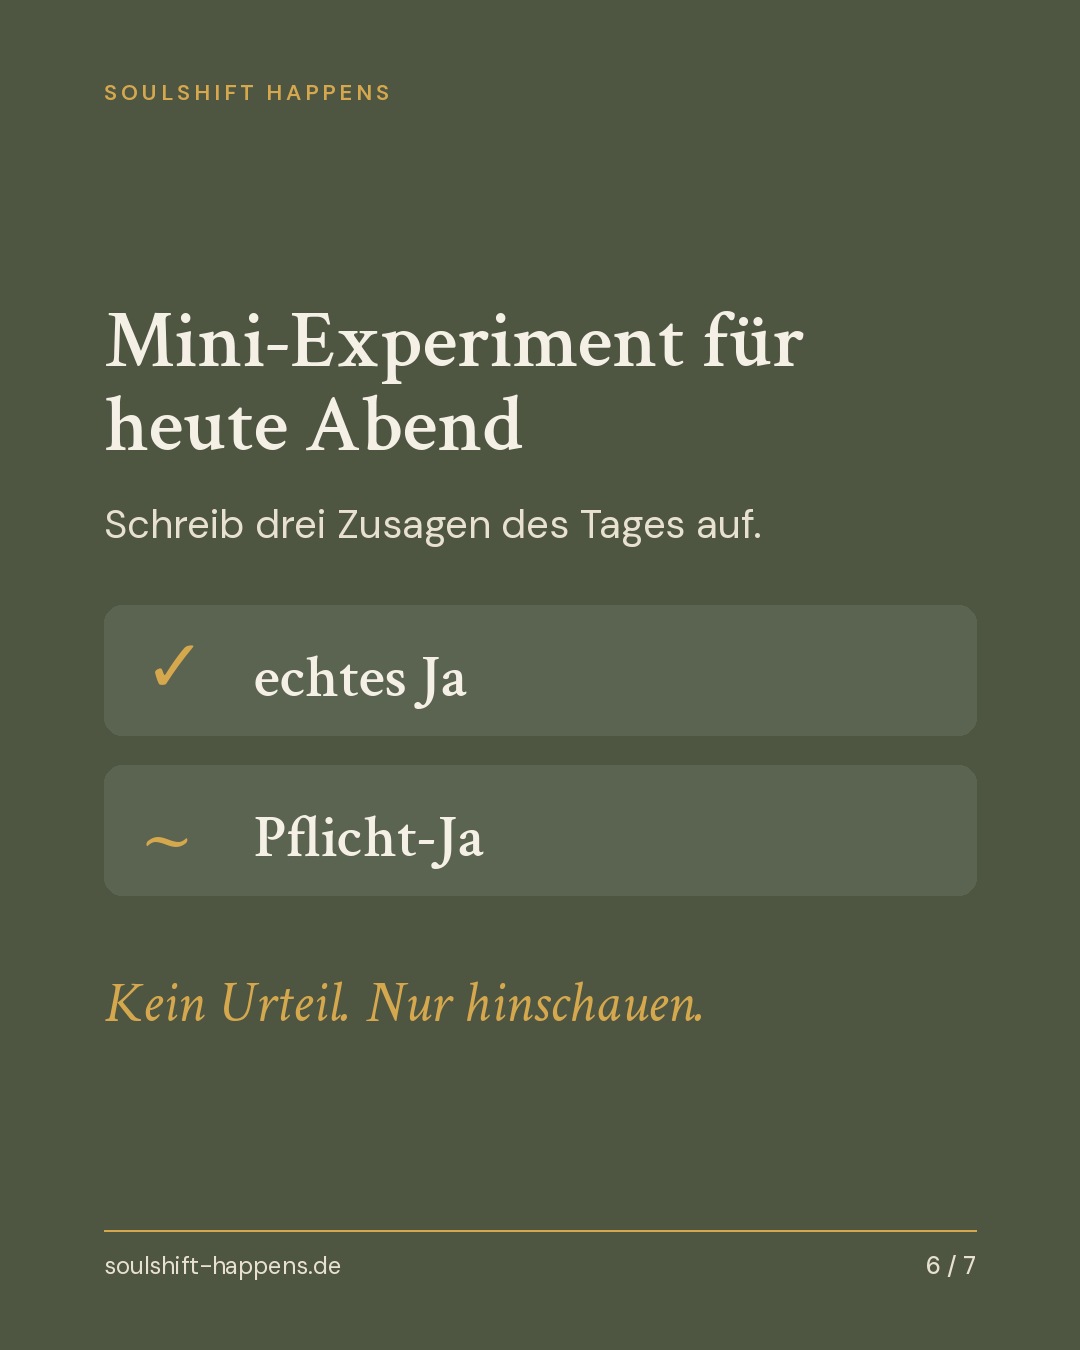 SOULSHIFT HAPPENS
Mini-Experiment für
heute Abend
Schreib drei Zusagen des Tages auf.
✓ echtes Ja
~ Pflicht-Ja
Kein Urteil. Nur hinschauen.
soulshift-happens.de
6 / 7